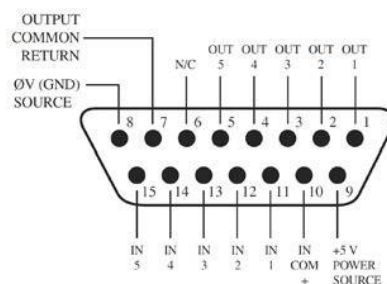 OUTPUT
COMMON
RETURN
ØV (GND)
SOURCE
N/C
OUT
5
OUT
4
OUT
3
OUT
2
OUT
1
8 7 6 5 4 3 2 1
15 14 13 12 11 10 9
IN
5
IN
4
IN
3
IN
2
IN
1
IN
COM
+
+5 V
POWER
SOURCE